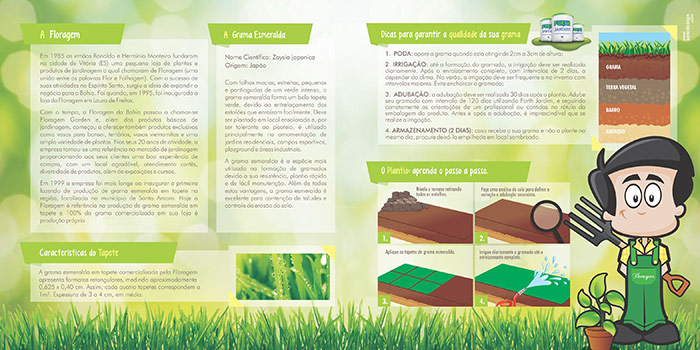 A Floragem
Em 1985 os irmãos Ronaldo e Hermínio Monteiro fundaram
na cidade de Vitória (ES) uma pequena loja de plantas e
produtos de jardinagem a qual chamaram de Floragem (uma
união entre as palavras Flor e Folhagem). Com o sucesso de
suas atividades no Espírito Santo, surgiu a ideia de expandir o
negócio para a Bahia. Foi quando, em 1995, foi inaugurada a
loja da Floragem em Lauro de Freitas.
Com o tempo, a Floragem da Bahia passou a chamar-se
Floragem Garden e, além dos produtos básicos de
jardinagem, começou a oferecer também produtos exclusivos
como vasos para bonsai, terrários, vasos vietnamitas e uma
ampla variedade de plantas. Nos seus 20 anos de atividade, a
empresa tornou-se uma referência no mercado de jardinagem
proporcionando aos seus clientes uma boa experiência de
compra, com um local agradável, atendimento cortês,
diversidade de produtos, além de exposições e cursos.
Em 1999 a empresa foi mais longe ao inaugurar a primeira
fazenda de produção de grama esmeralda em tapete na
região, localizada no município de Santo Amaro. Hoje a
Floragem é referência na produção de grama esmeralda em
tapete e 100% da grama comercializada em sua loja é
produção própria.
Características do Tapete
A grama esmeralda em tapete comercializada pela Floragem
apresenta formatos retangulares, medindo aproximadamente
0,625 x 0,40 cm. Assim, cada quatro tapetes correspondem a
1m². Espessura de 3 a 4 cm, em média.
A Grama Esmeralda
Nome Científico: Zoysia japonica
Origem: Japão
Com folhas macias, estreitas, pequenas
e pontiagudas de um verde intenso, a
grama esmeralda forma um belo tapete
verde, devido ao entrelaçamento dos
estolões que enraizam facilmente. Deve
ser plantada em local ensolarado e, por
ser tolerante ao pisoteio, é utilizada
principalmente na ornamentação de
jardins residenciais, campos esportivos,
playground e áreas industriais.
A grama esmeralda é a espécie mais
utilizada na formação de gramados
devido a sua resistência, plantio rápido
e de fácil manutenção. Além de todas
estas vantagens, a grama esmeralda é
excelente para contenção de taludes e
controle da erosão do solo.
Dicas para garantir a qualidade da sua grama
1. PODA: apare a grama quando esta atingir de 2cm a 3cm de altura;
2. IRRIGAÇÃO: até a formação do gramado, a irrigação deve ser realizada
diariamente. Após o enraizamento completo, com intervalos de 2 dias, a
depender do clima. No verão, a irrigação deve ser frequente e no inverno com
intervalos maiores. Evite encharcar o gramado;
3. ADUBAÇÃO: a adubação deve ser realizada 30 dias após o plantio. Adube
seu gramado com intervalos de 120 dias utilizando Forth Jardim, e seguindo
corretamente as orientações de um profissional ou contidas no rótulo da
embalagem do produto. Antes e após a adubação, é imprescindível que se
realize a irrigação.
4. ARMAZENAMENTO (2 DIAS): caso receba a sua grama e não a plante no
mesmo dia, procure deixá-la empilhada em local sombreado.
GRAMA
TERRA VEGETAL
BARRO
ARENOSO
O Plantio: aprenda o passo a passo.
Nivele o terreno retirando
todos os entulhos.
1.
Faça uma análise do solo para definir a
correção e adubação necessária.
2.
Aplique os tapetes de grama esmeralda.
3.
Irrigue diariamente o gramado até o
enraizamento completo.
4.
Floragem